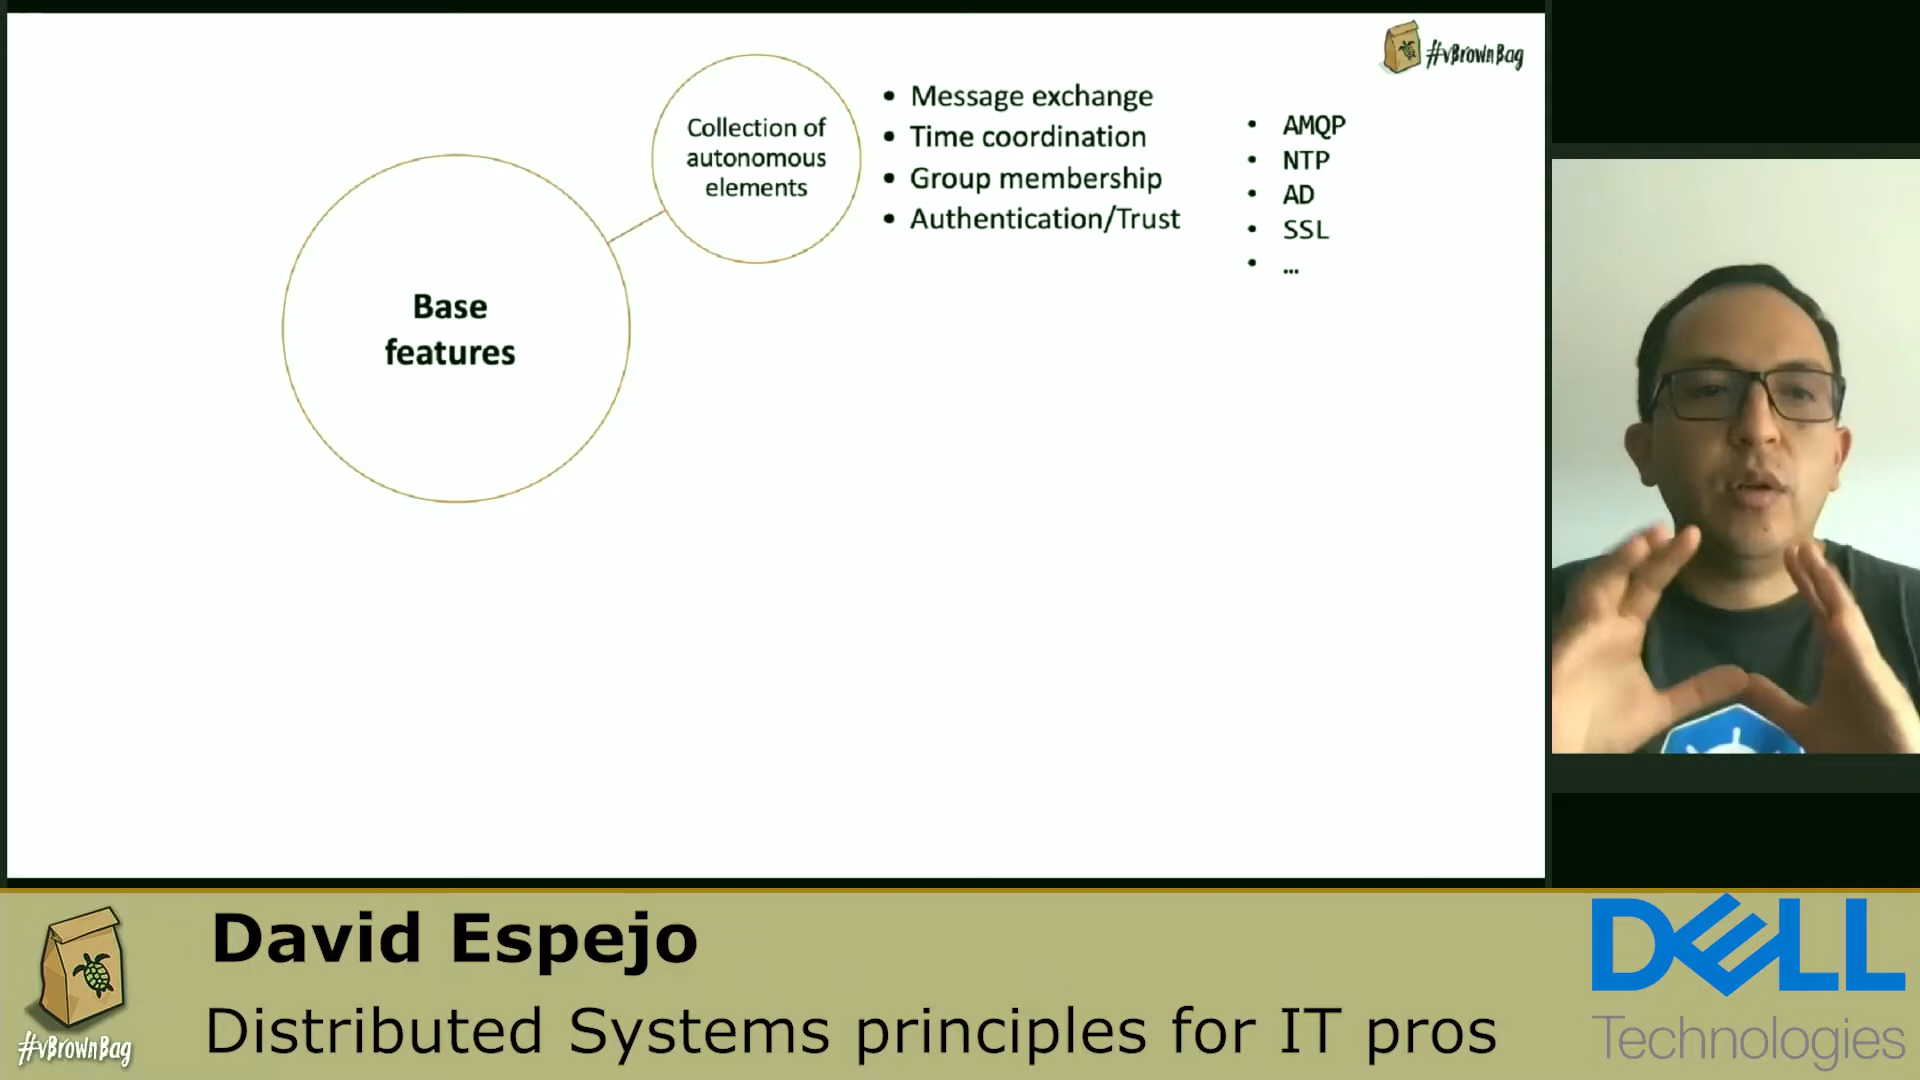 #vBrownBag
Collection of
autonomous
elements
• Message exchange
• Time coordination
• Group membership
• Authentication/Trust
• AMQP
• NTP
• AD
• SSL
• ...
Base
features
David Espejo
Distributed Systems principles for IT pros
#vBrownBag
DELL
Technologies